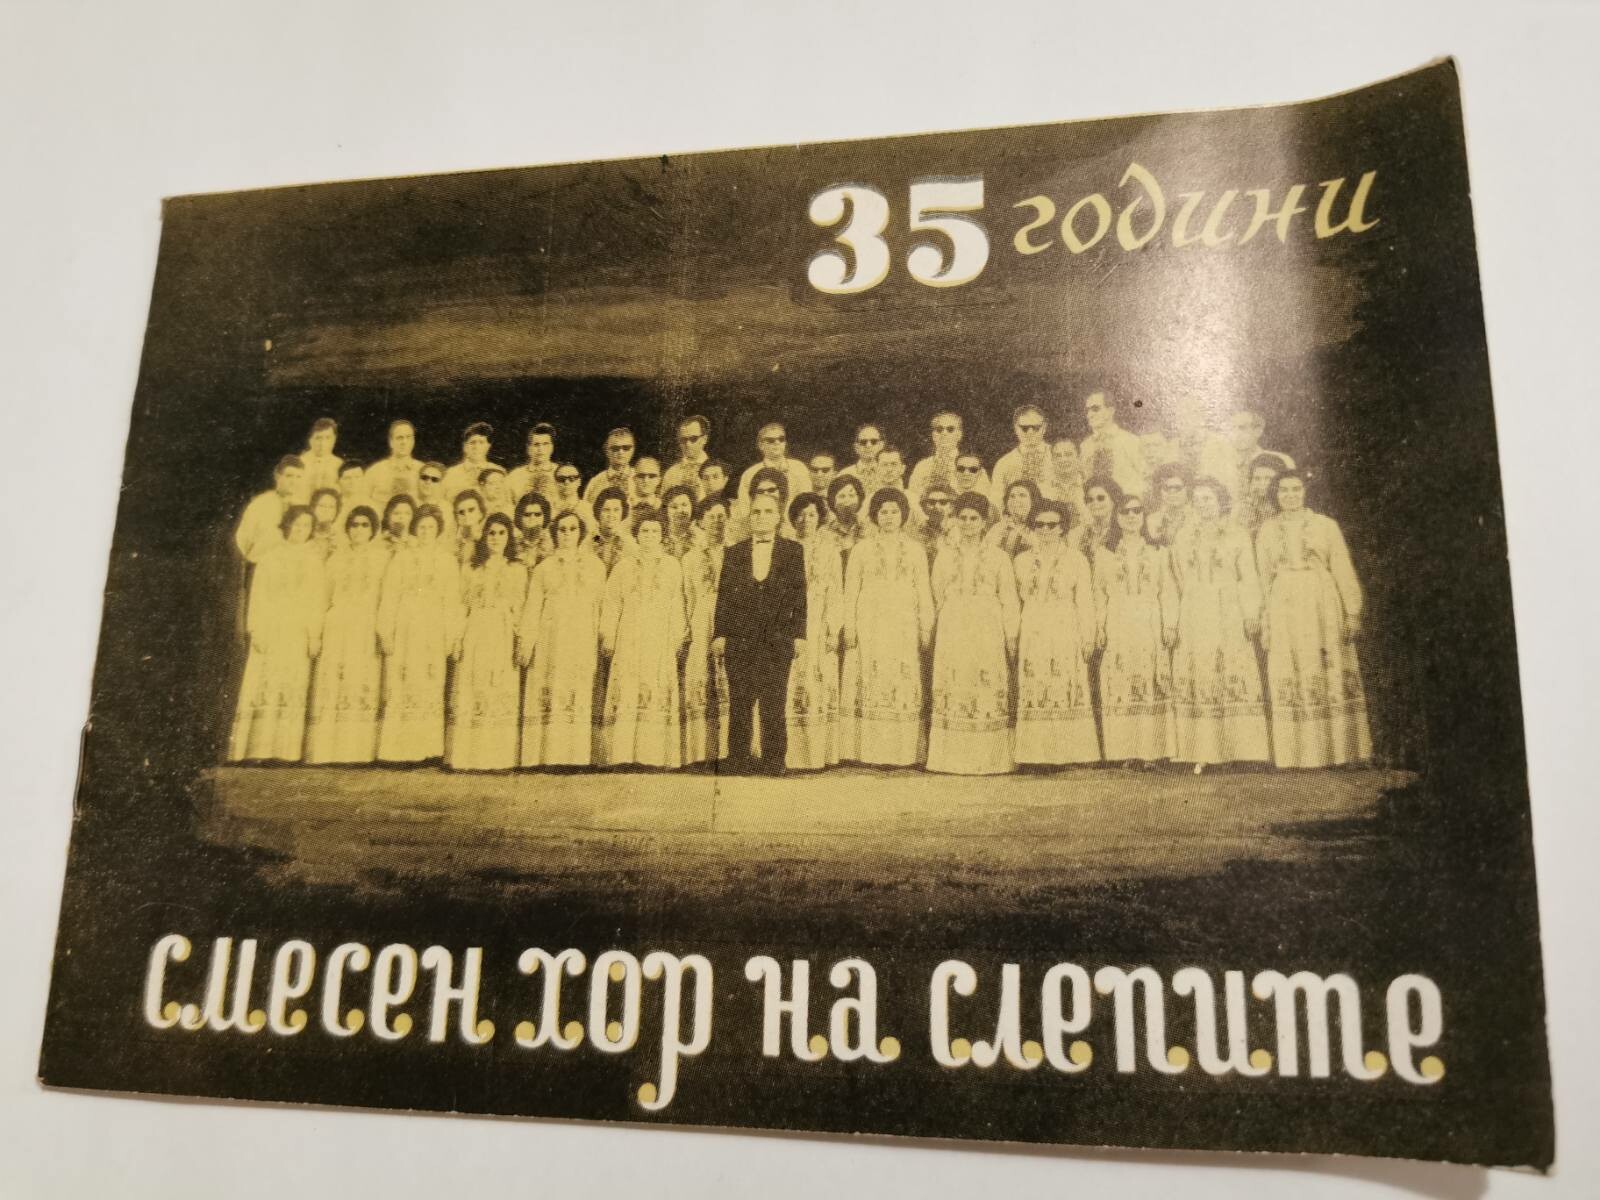 35 години
смесен хор на слепите